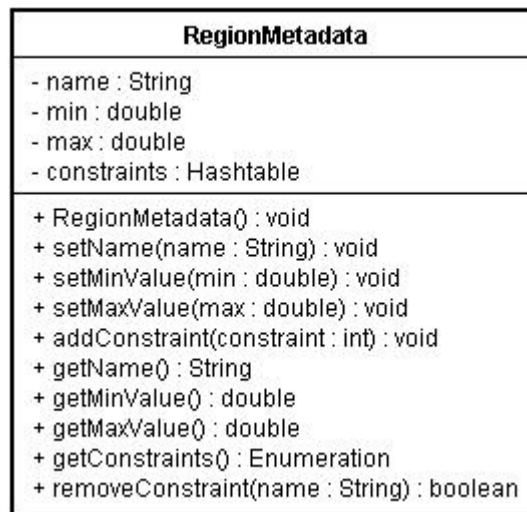 RegionMetadata
- name : String
- min : double
- max : double
- constraints : Hashtable
+ RegionMetadata() : void
+ setName(name : String) : void
+ setMinValue(min : double) : void
+ setMaxValue(max : double) : void
+ addConstraint(constraint : int) : void
+ getName() : String
+ getMinValue() : double
+ getMaxValue() : double
+ getConstraints() : Enumeration
+ removeConstraint(name : String) : boolean